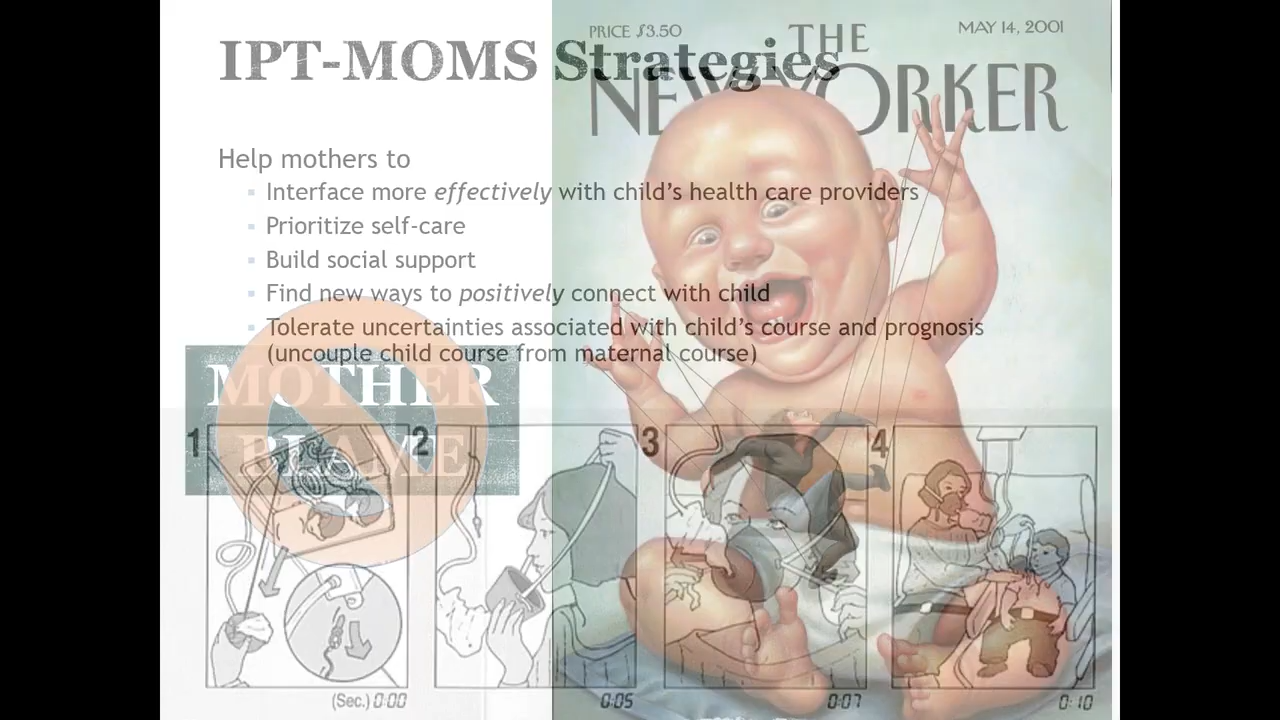 PRICE $3.50
THE
MAY 14, 2001
NEW YORKER
IPT-MOMS Strategies
Help mothers to
Interface more effectively with child's health care providers
Prioritize self-care
Build social support
Find new ways to positively connect with child
Tolerate uncertainties associated with child's course and prognosis
(uncouple child course from maternal course)
MOTHER
BLAME
1
2
3
4
(Sec.) 0:00
0:05
0:07
0:10